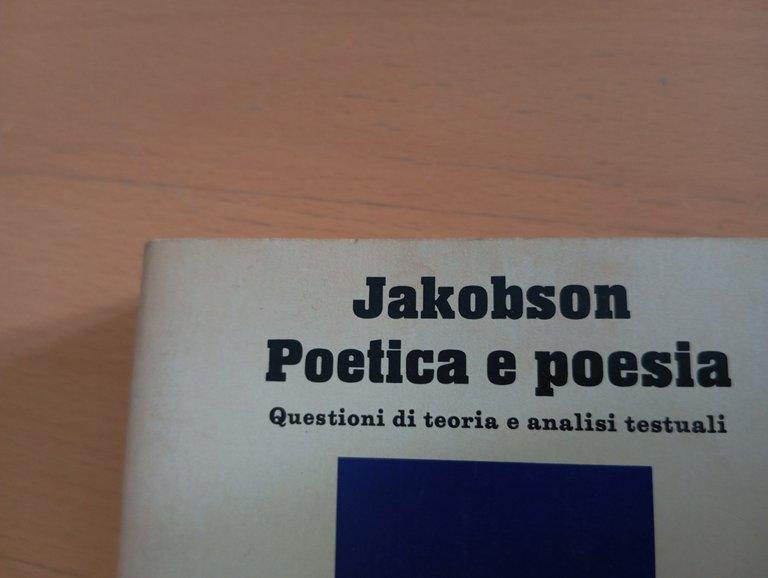 Jakobson
Poetica e poesia
Questioni di teoria e analisi testuali